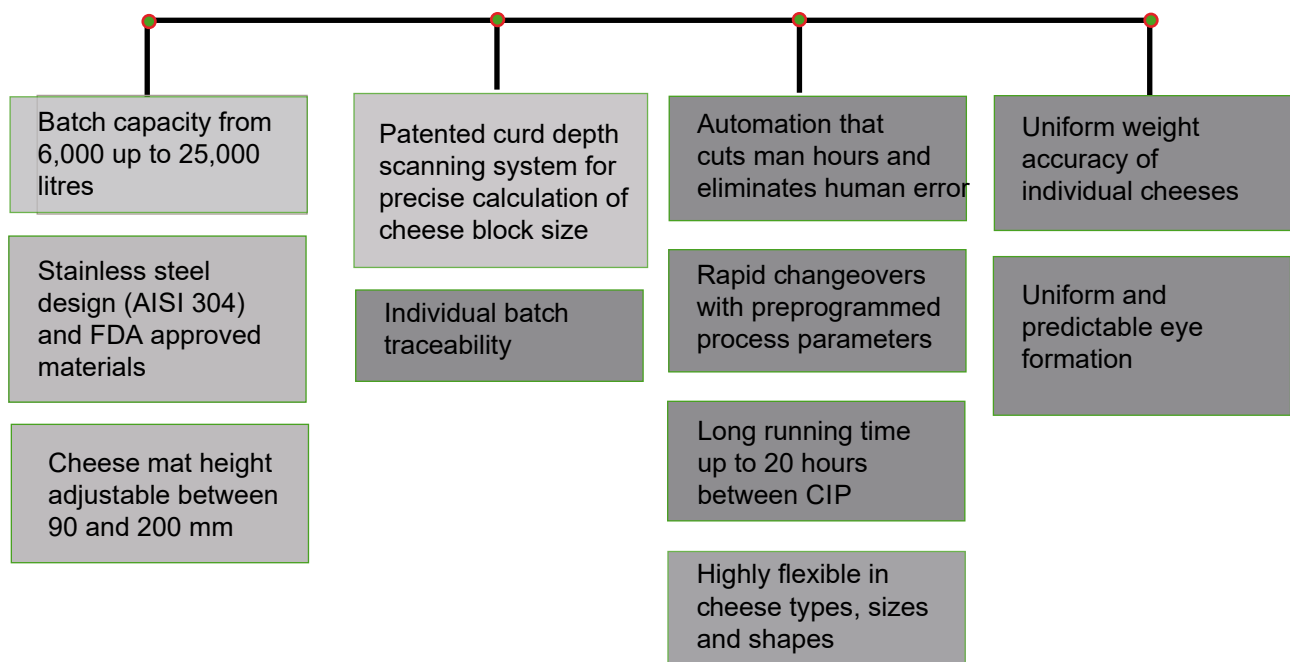 Batch capacity from
6,000 up to 25,000
litres
Stainless steel
design (AISI 304)
and FDA approved
materials
Cheese mat height
adjustable between
90 and 200 mm
Patented curd depth
scanning system for
precise calculation of
cheese block size
Individual batch
traceability
Automation that
cuts man hours and
eliminates human error
Rapid changeovers
with preprogrammed
process parameters
Long running time
up to 20 hours
between CIP
Highly flexible in
cheese types, sizes
and shapes
Uniform weight
accuracy of
individual cheeses
Uniform and
predictable eye
formation